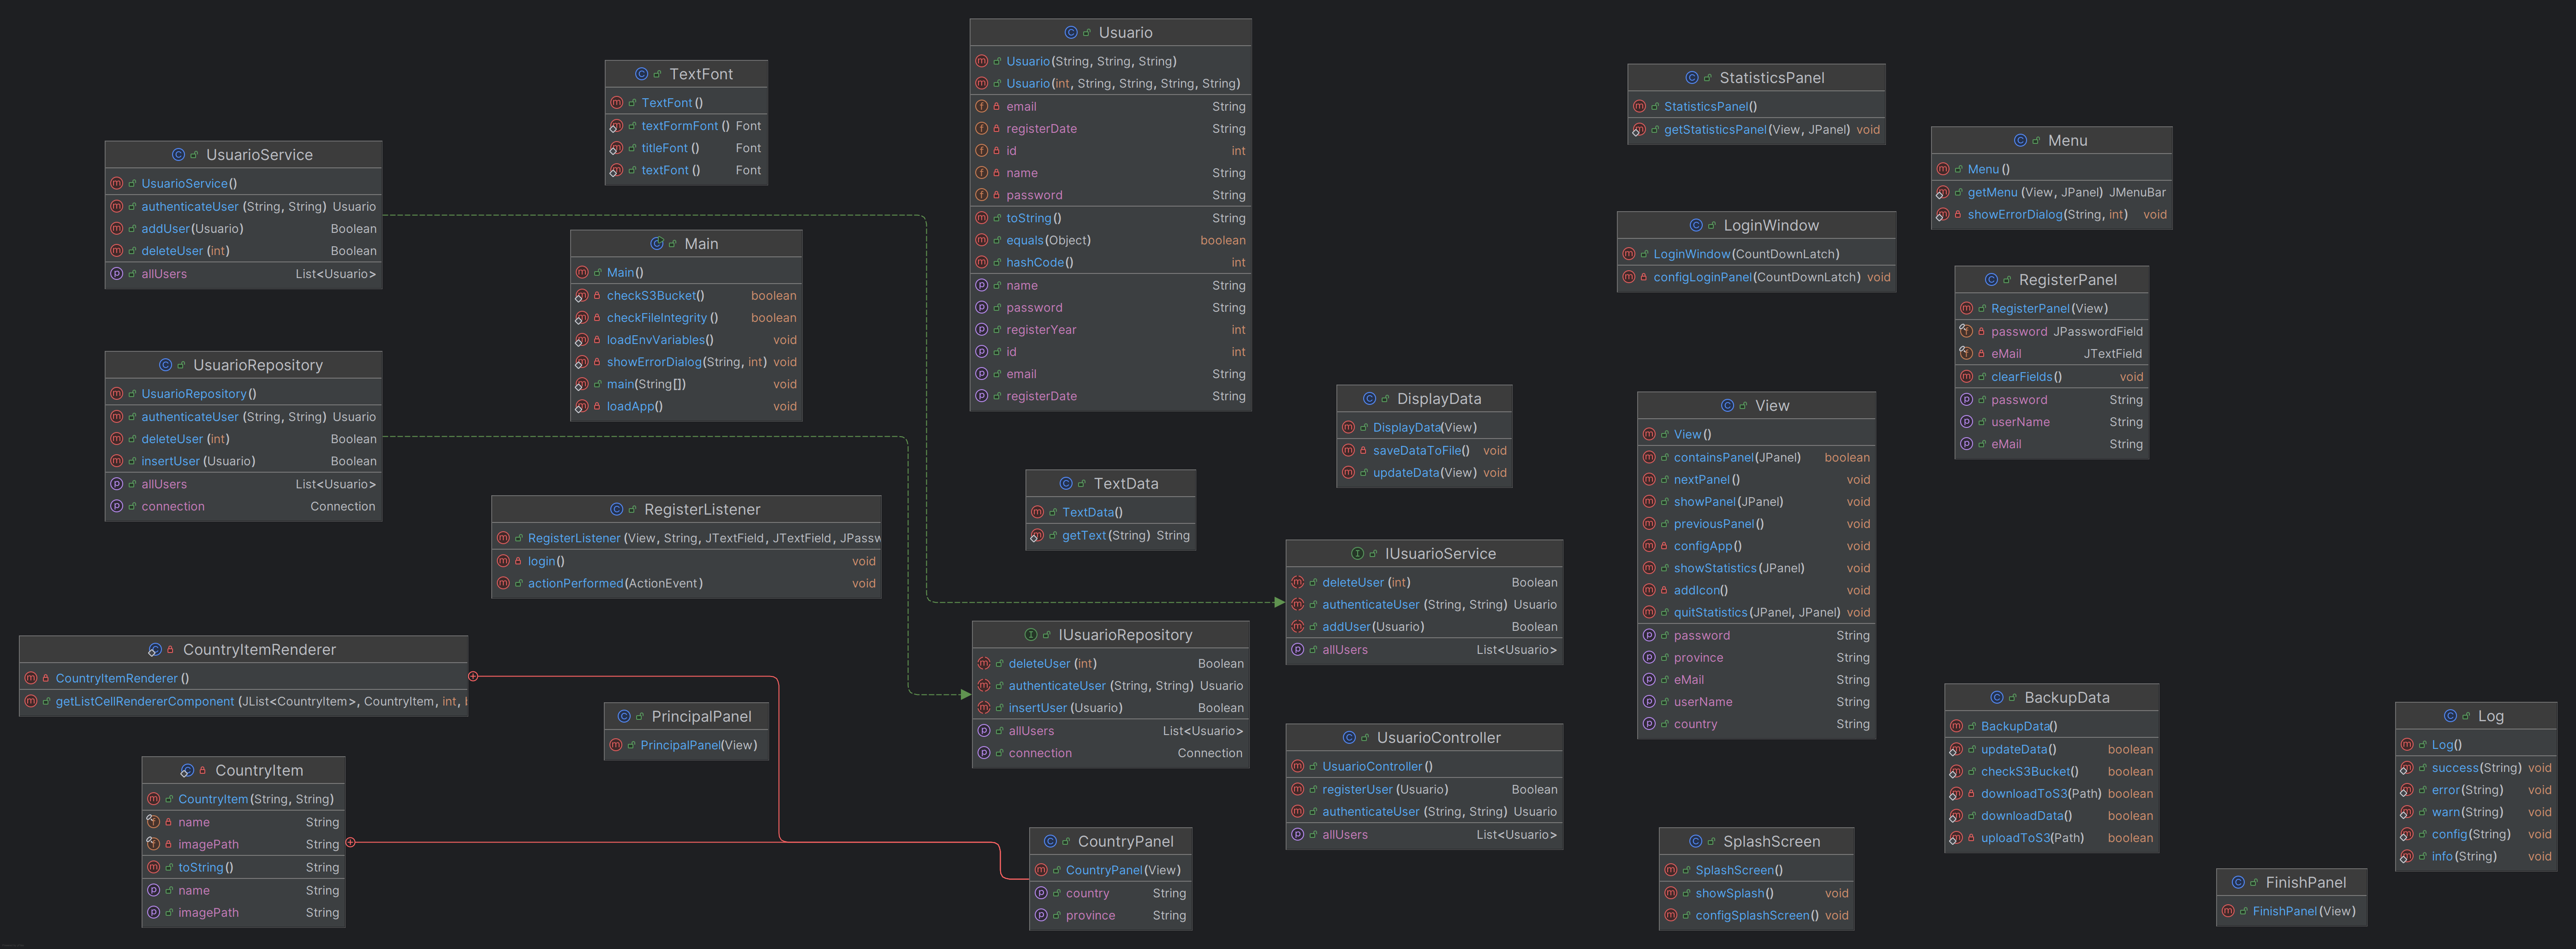 Usuario
Usuario(String, String, String)
Usuario(int, String, String, String, String)
email String
registerDate String
id int
name String
password String
toString() String
equals(Object) boolean
hashCode() int
name String
password String
registerYear int
id int
email String
registerDate String
TextFont
TextFont()
textFormFont() Font
titleFont() Font
textFont() Font
UsuarioService
UsuarioService()
authenticateUser(String, String) Usuario
addUser(Usuario) Boolean
deleteUser(int) Boolean
allUsers List<Usuario>
Main
Main()
checkS3Bucket() boolean
checkFileIntegrity() boolean
loadEnvVariables() void
showErrorDialog(String, int) void
main(String[]) void
loadApp() void
UsuarioRepository
UsuarioRepository()
authenticateUser(String, String) Usuario
deleteUser(int) Boolean
insertUser(Usuario) Boolean
allUsers List<Usuario>
connection Connection
RegisterListener
RegisterListener(View, String, JTextField, JTextField, JPassw
login() void
actionPerformed(ActionEvent) void
CountryItemRenderer
CountryItemRenderer()
getListCellRendererComponent(JList<CountryItem>, CountryItem, int,
CountryItem
CountryItem(String, String)
name String
imagePath String
toString() String
name String
imagePath String
PrincipalPanel
PrincipalPanel(View)
TextData
TextData()
getText(String) String
IUsuarioRepository
deleteUser(int) Boolean
authenticateUser(String, String) Usuario
insertUser(Usuario) Boolean
allUsers List<Usuario>
connection Connection
CountryPanel
CountryPanel(View)
country String
province String
DisplayData
DisplayData(View)
saveDataToFile() void
updateData(View) void
IUsuarioService
deleteUser(int) Boolean
authenticateUser(String, String) Usuario
addUser(Usuario) Boolean
allUsers List<Usuario>
UsuarioController
UsuarioController()
registerUser(Usuario) Boolean
authenticateUser(String, String) Usuario
allUsers List<Usuario>
StatisticsPanel
StatisticsPanel()
getStatisticsPanel(View, JPanel) void
LoginWindow
LoginWindow(CountDownLatch)
configLoginPanel(CountDownLatch) void
View
View()
containsPanel(JPanel) boolean
nextPanel() void
showPanel(JPanel) void
previousPanel() void
configApp() void
showStatistics(JPanel) void
addIcon() void
quitStatistics(JPanel, JPanel) void
password String
province String
eMail String
userName String
country String
SplashScreen
SplashScreen()
showSplash() void
configSplashScreen() void
Menu
Menu()
getMenu(View, JPanel) JMenuBar
showErrorDialog(String, int) void
RegisterPanel
RegisterPanel(View)
password JPasswordField
eMail JTextField
clearFields() void
password String
userName String
eMail String
BackupData
BackupData()
updateData() boolean
checkS3Bucket() boolean
downloadToS3(Path) boolean
downloadData() boolean
uploadToS3(Path) boolean
Log
Log()
success(String) void
error(String) void
warn(String) void
config(String) void
info(String) void
FinishPanel
FinishPanel(View)